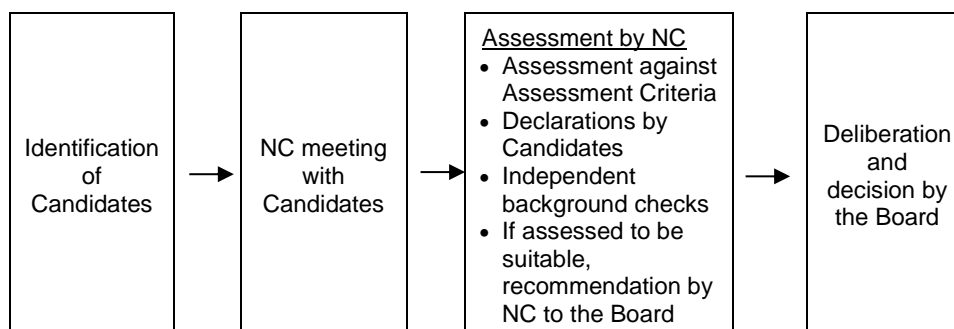 Identification
of
Candidates
NC meeting
with
Candidates
Assessment by NC
• Assessment against
Assessment Criteria
• Declarations by
Candidates
• Independent
background checks
• If assessed to be
suitable,
recommendation by
NC to the Board
Deliberation
and
decision by
the Board